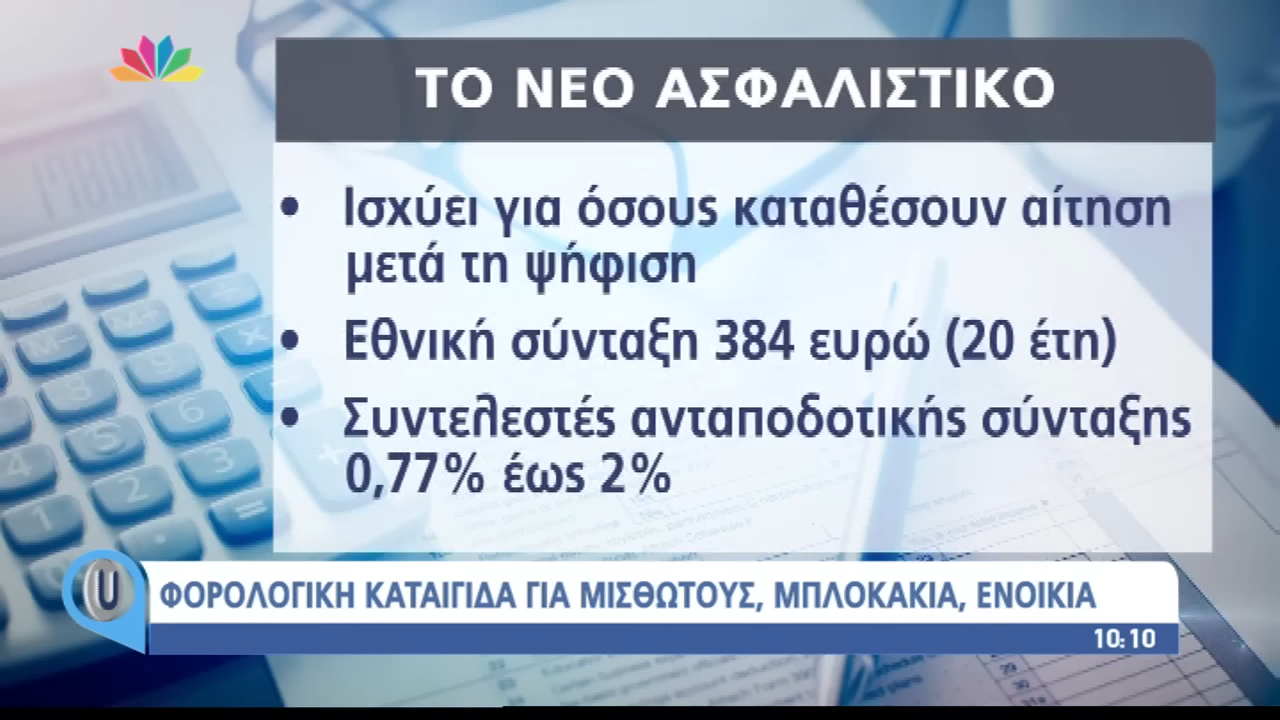 ΤΟ ΝΕΟ ΑΣΦΑΛΙΣΤΙΚΟ
• Ισχύει για όσους καταθέσουν αίτηση
μετά τη ψήφιση
• Εθνική σύνταξη 384 ευρώ (20 έτη)
• Συντελεστές ανταποδοτικής σύνταξης
0,77% έως 2%
U
ΦΟΡΟΛΟΓΙΚΗ ΚΑΤΑΙΓΙΔΑ ΓΙΑ ΜΙΣΘΩΤΟΥΣ, ΜΠΛΟΚΑΚΙΑ, ΕΝΟΙΚΙΑ
10:10